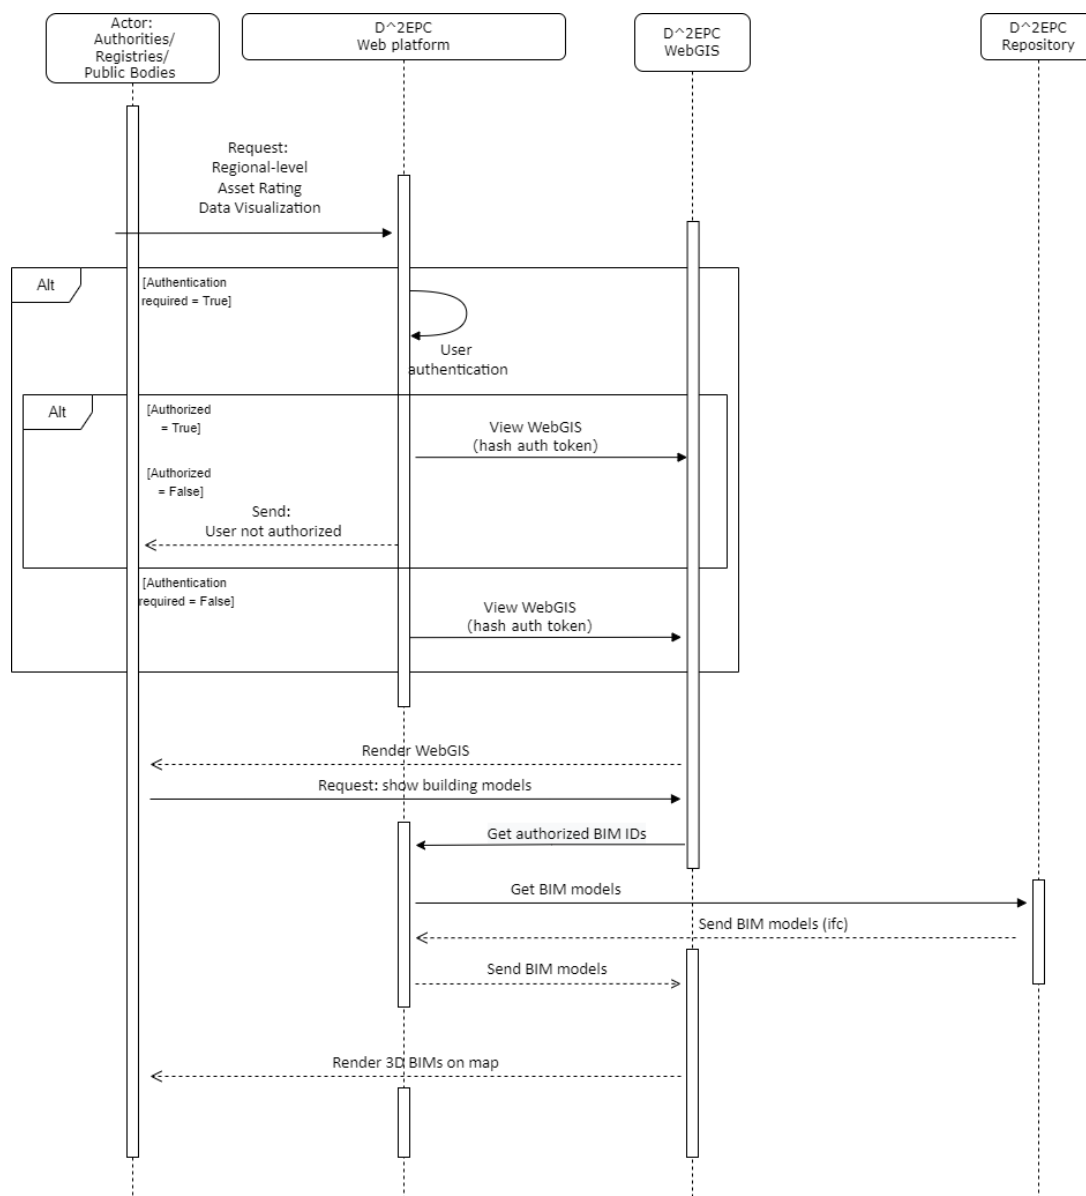 Actor:
Authorities/
Registries/
Public Bodies
D^2EPC
Web platform
D^2EPC
WebGIS
D^2EPC
Repository
Request:
Regional-level
Asset Rating
Data Visualization
Alt
[Authentication
required = True]
User
authentication
Alt
[Authorized
= True]
View WebGIS
(hash auth token)
[Authorized
= False]
Send:
User not authorized
[Authentication
required = False]
View WebGIS
(hash auth token)
Render WebGIS
Request: show building models
Get authorized BIM IDs
Get BIM models
Send BIM models (ifc)
Send BIM models
Render 3D BIMs on map